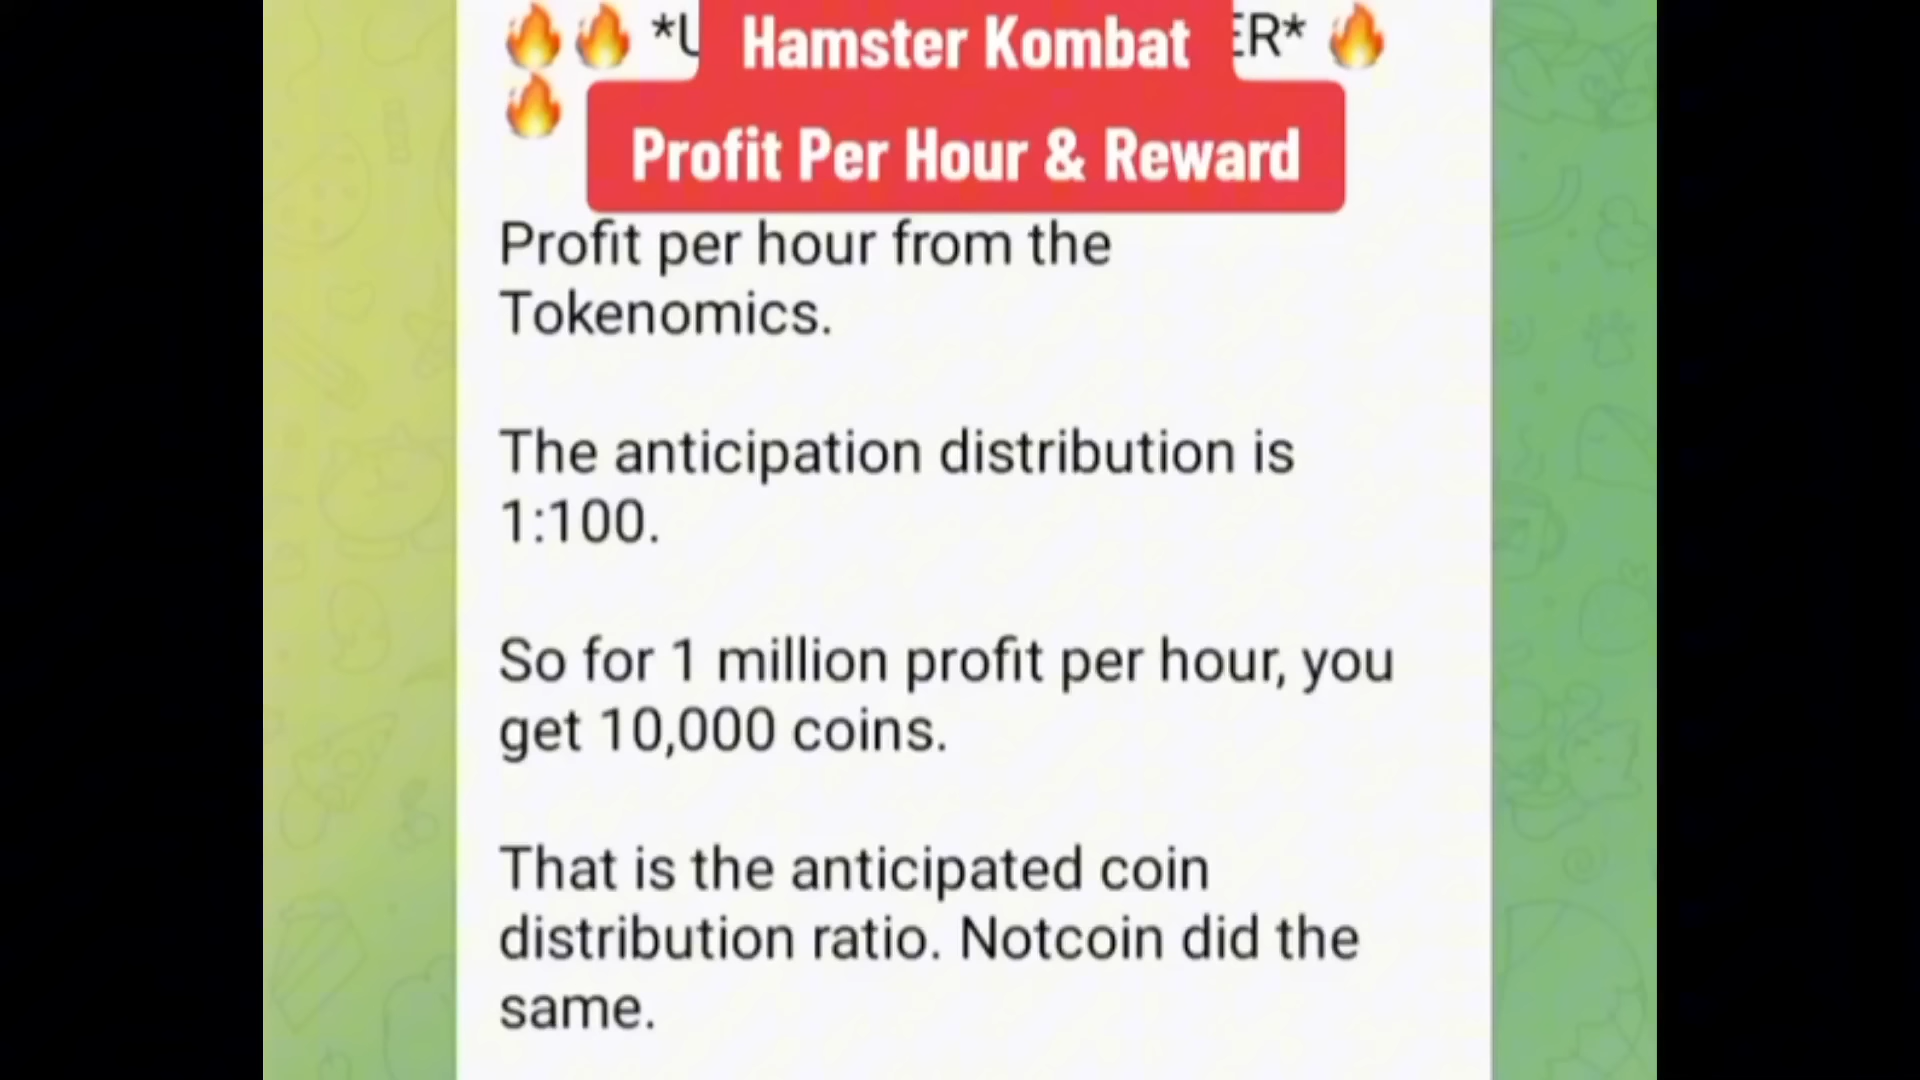 Hamster Kombat
Profit Per Hour & Reward
Profit per hour from the
Tokenomics.
The anticipation distribution is
1:100.
So for 1 million profit per hour, you
get 10,000 coins.
That is the anticipated coin
distribution ratio. Notcoin did the
same.